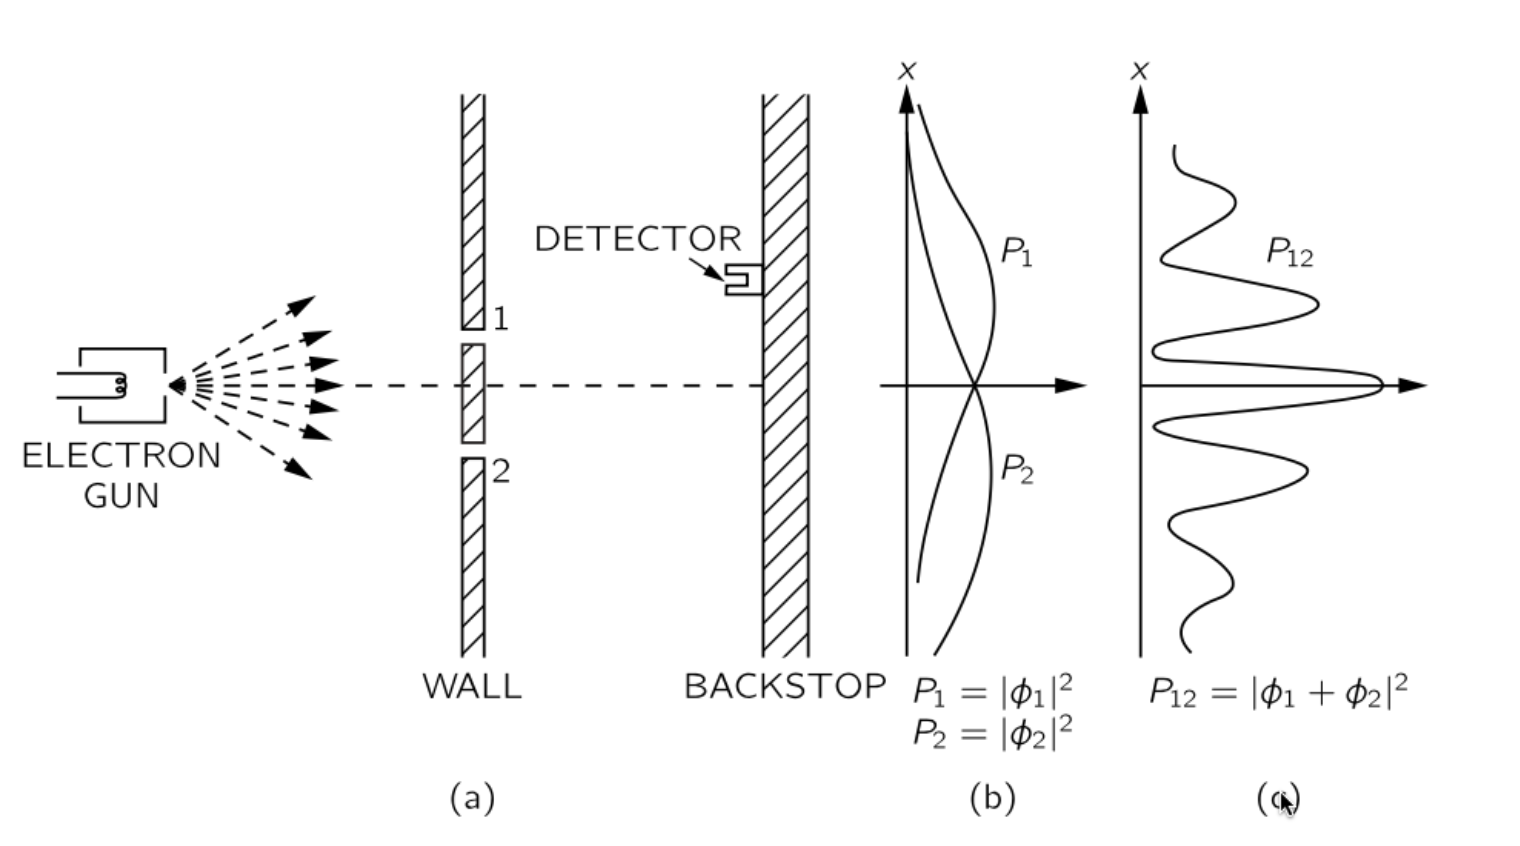 x
x
DETECTOR
P₁
P₁₂
1
ELECTRON
GUN
2
P₂
WALL
BACKSTOP
P₁ = |ϕ₁|²
P₂ = |ϕ₂|²
P₁₂ = |ϕ₁ + ϕ₂|²
(a)
(b)
(c)